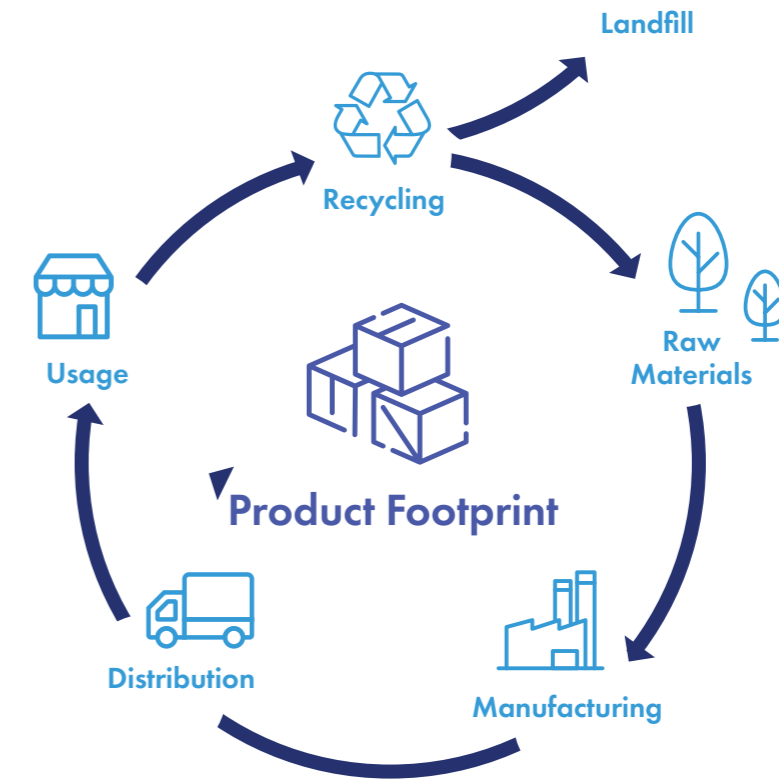 Landfill
Recycling
Raw
Materials
Usage
Product Footprint
Distribution
Manufacturing